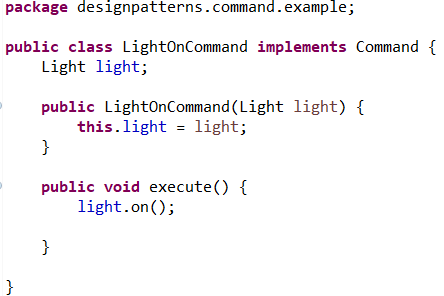 package designpatterns.command.example;
public class LightOnCommand implements Command {
Light light;
public LightOnCommand(Light light) {
this.light = light;
}
public void execute() {
light.on();
}
}